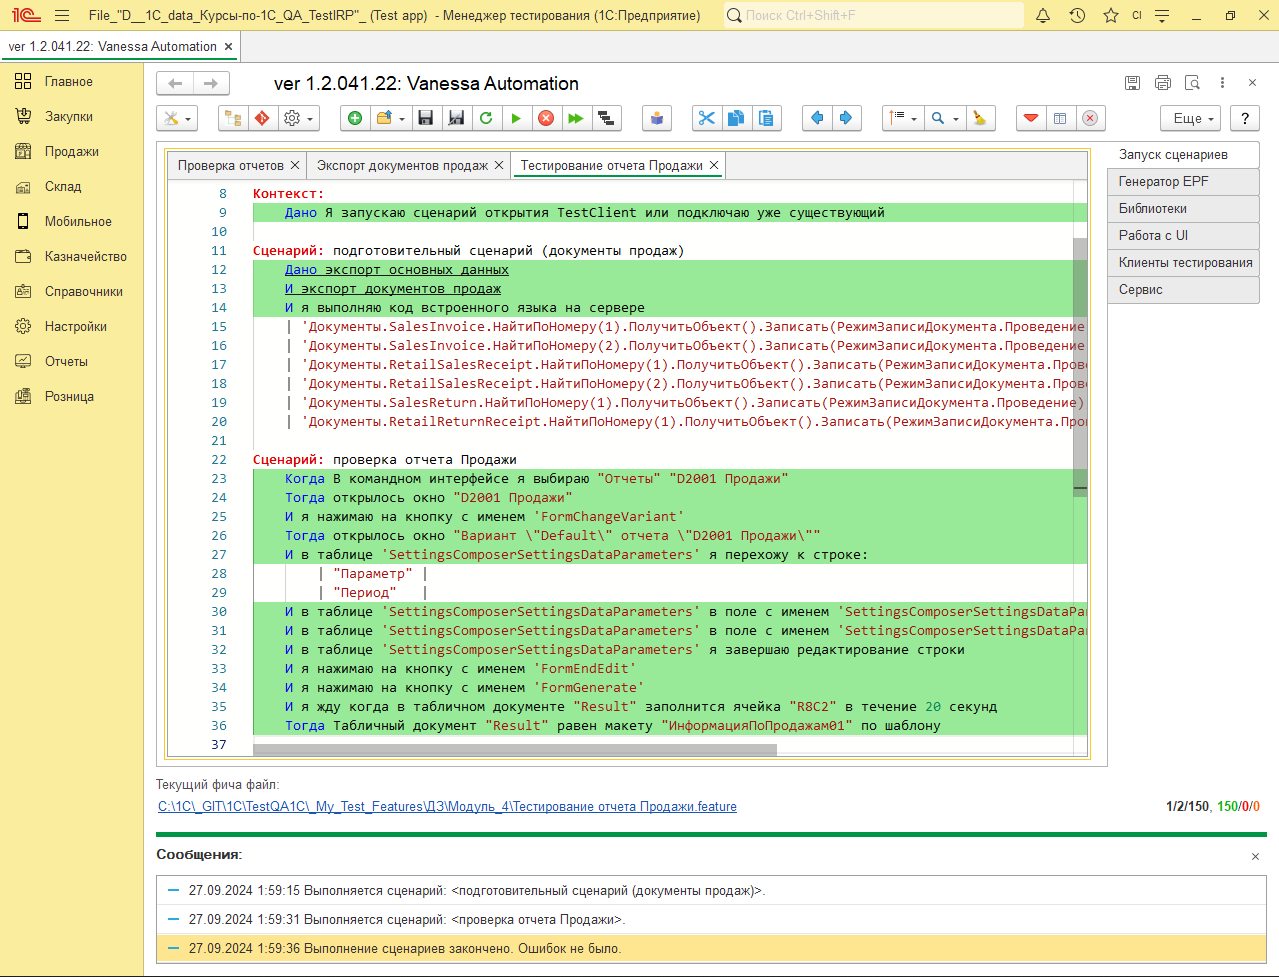 File_"D__1C_data_Курсы-по-1C_QA_TestIRP"_ (Test app) - Менеджер тестирования (1С:Предприятие)
Поиск Ctrl+Shift+F
ver 1.2.041.22: Vanessa Automation ×
Главное
Закупки
Продажи
Склад
Мобильное
Казначейство
Справочники
Настройки
Отчеты
Розница
ver 1.2.041.22: Vanessa Automation
Еще
?
Проверка отчетов × Экспорт документов продаж × Тестирование отчета Продажи ×
8 Контекст:
9 Дано Я запускаю сценарий открытия TestClient или подключаю уже существующий
10
11 Сценарий: подготовительный сценарий (документы продаж)
12 Дано экспорт основных данных
13 И экспорт документов продаж
14 И я выполняю код встроенного языка на сервере
15 | 'Документы.SalesInvoice.НайтиПоНомеру(1).ПолучитьОбъект().Записать(РежимЗаписиДокумента.Проведение
16 | 'Документы.SalesInvoice.НайтиПоНомеру(2).ПолучитьОбъект().Записать(РежимЗаписиДокумента.Проведение
17 | 'Документы.RetailSalesReceipt.НайтиПоНомеру(1).ПолучитьОбъект().Записать(РежимЗаписиДокумента.Пров
18 | 'Документы.RetailSalesReceipt.НайтиПоНомеру(2).ПолучитьОбъект().Записать(РежимЗаписиДокумента.Пров
19 | 'Документы.SalesReturn.НайтиПоНомеру(1).ПолучитьОбъект().Записать(РежимЗаписиДокумента.Проведение)
20 | 'Документы.RetailReturnReceipt.НайтиПоНомеру(1).ПолучитьОбъект().Записать(РежимЗаписиДокумента.Про
21
22 Сценарий: проверка отчета Продажи
23 Когда В командном интерфейсе я выбираю "Отчеты" "D2001 Продажи"
24 Тогда открылось окно "D2001 Продажи"
25 И я нажимаю на кнопку с именем 'FormChangeVariant'
26 Тогда открылось окно "Вариант \"Default\" отчета \"D2001 Продажи\""
27 И в таблице 'SettingsComposerSettingsDataParameters' я перехожу к строке:
28 | "Параметр" |
29 | "Период" |
30 И в таблице 'SettingsComposerSettingsDataParameters' в поле с именем 'SettingsComposerSettingsDataPar
31 И в таблице 'SettingsComposerSettingsDataParameters' в поле с именем 'SettingsComposerSettingsDataPar
32 И в таблице 'SettingsComposerSettingsDataParameters' я завершаю редактирование строки
33 И я нажимаю на кнопку с именем 'FormEndEdit'
34 И я нажимаю на кнопку с именем 'FormGenerate'
35 И я жду когда в табличном документе "Result" заполнится ячейка "R8C2" в течение 20 секунд
36 Тогда Табличный документ "Result" равен макету "ИнформацияПоПродажам01" по шаблону
37
Запуск сценариев
Генератор EPF
Библиотеки
Работа с UI
Клиенты тестирования
Сервис
Текущий фича файл:
C:\1C\_GIT\1C\TestQA1C\_My_Test_Features\ДЗ\Модуль_4\Тестирование отчета Продажи.feature
1/2/150, 150/0/0
Сообщения:
27.09.2024 1:59:15 Выполняется сценарий: <подготовительный сценарий (документы продаж)>.
27.09.2024 1:59:31 Выполняется сценарий: <проверка отчета Продажи>.
27.09.2024 1:59:36 Выполнение сценариев закончено. Ошибок не было.